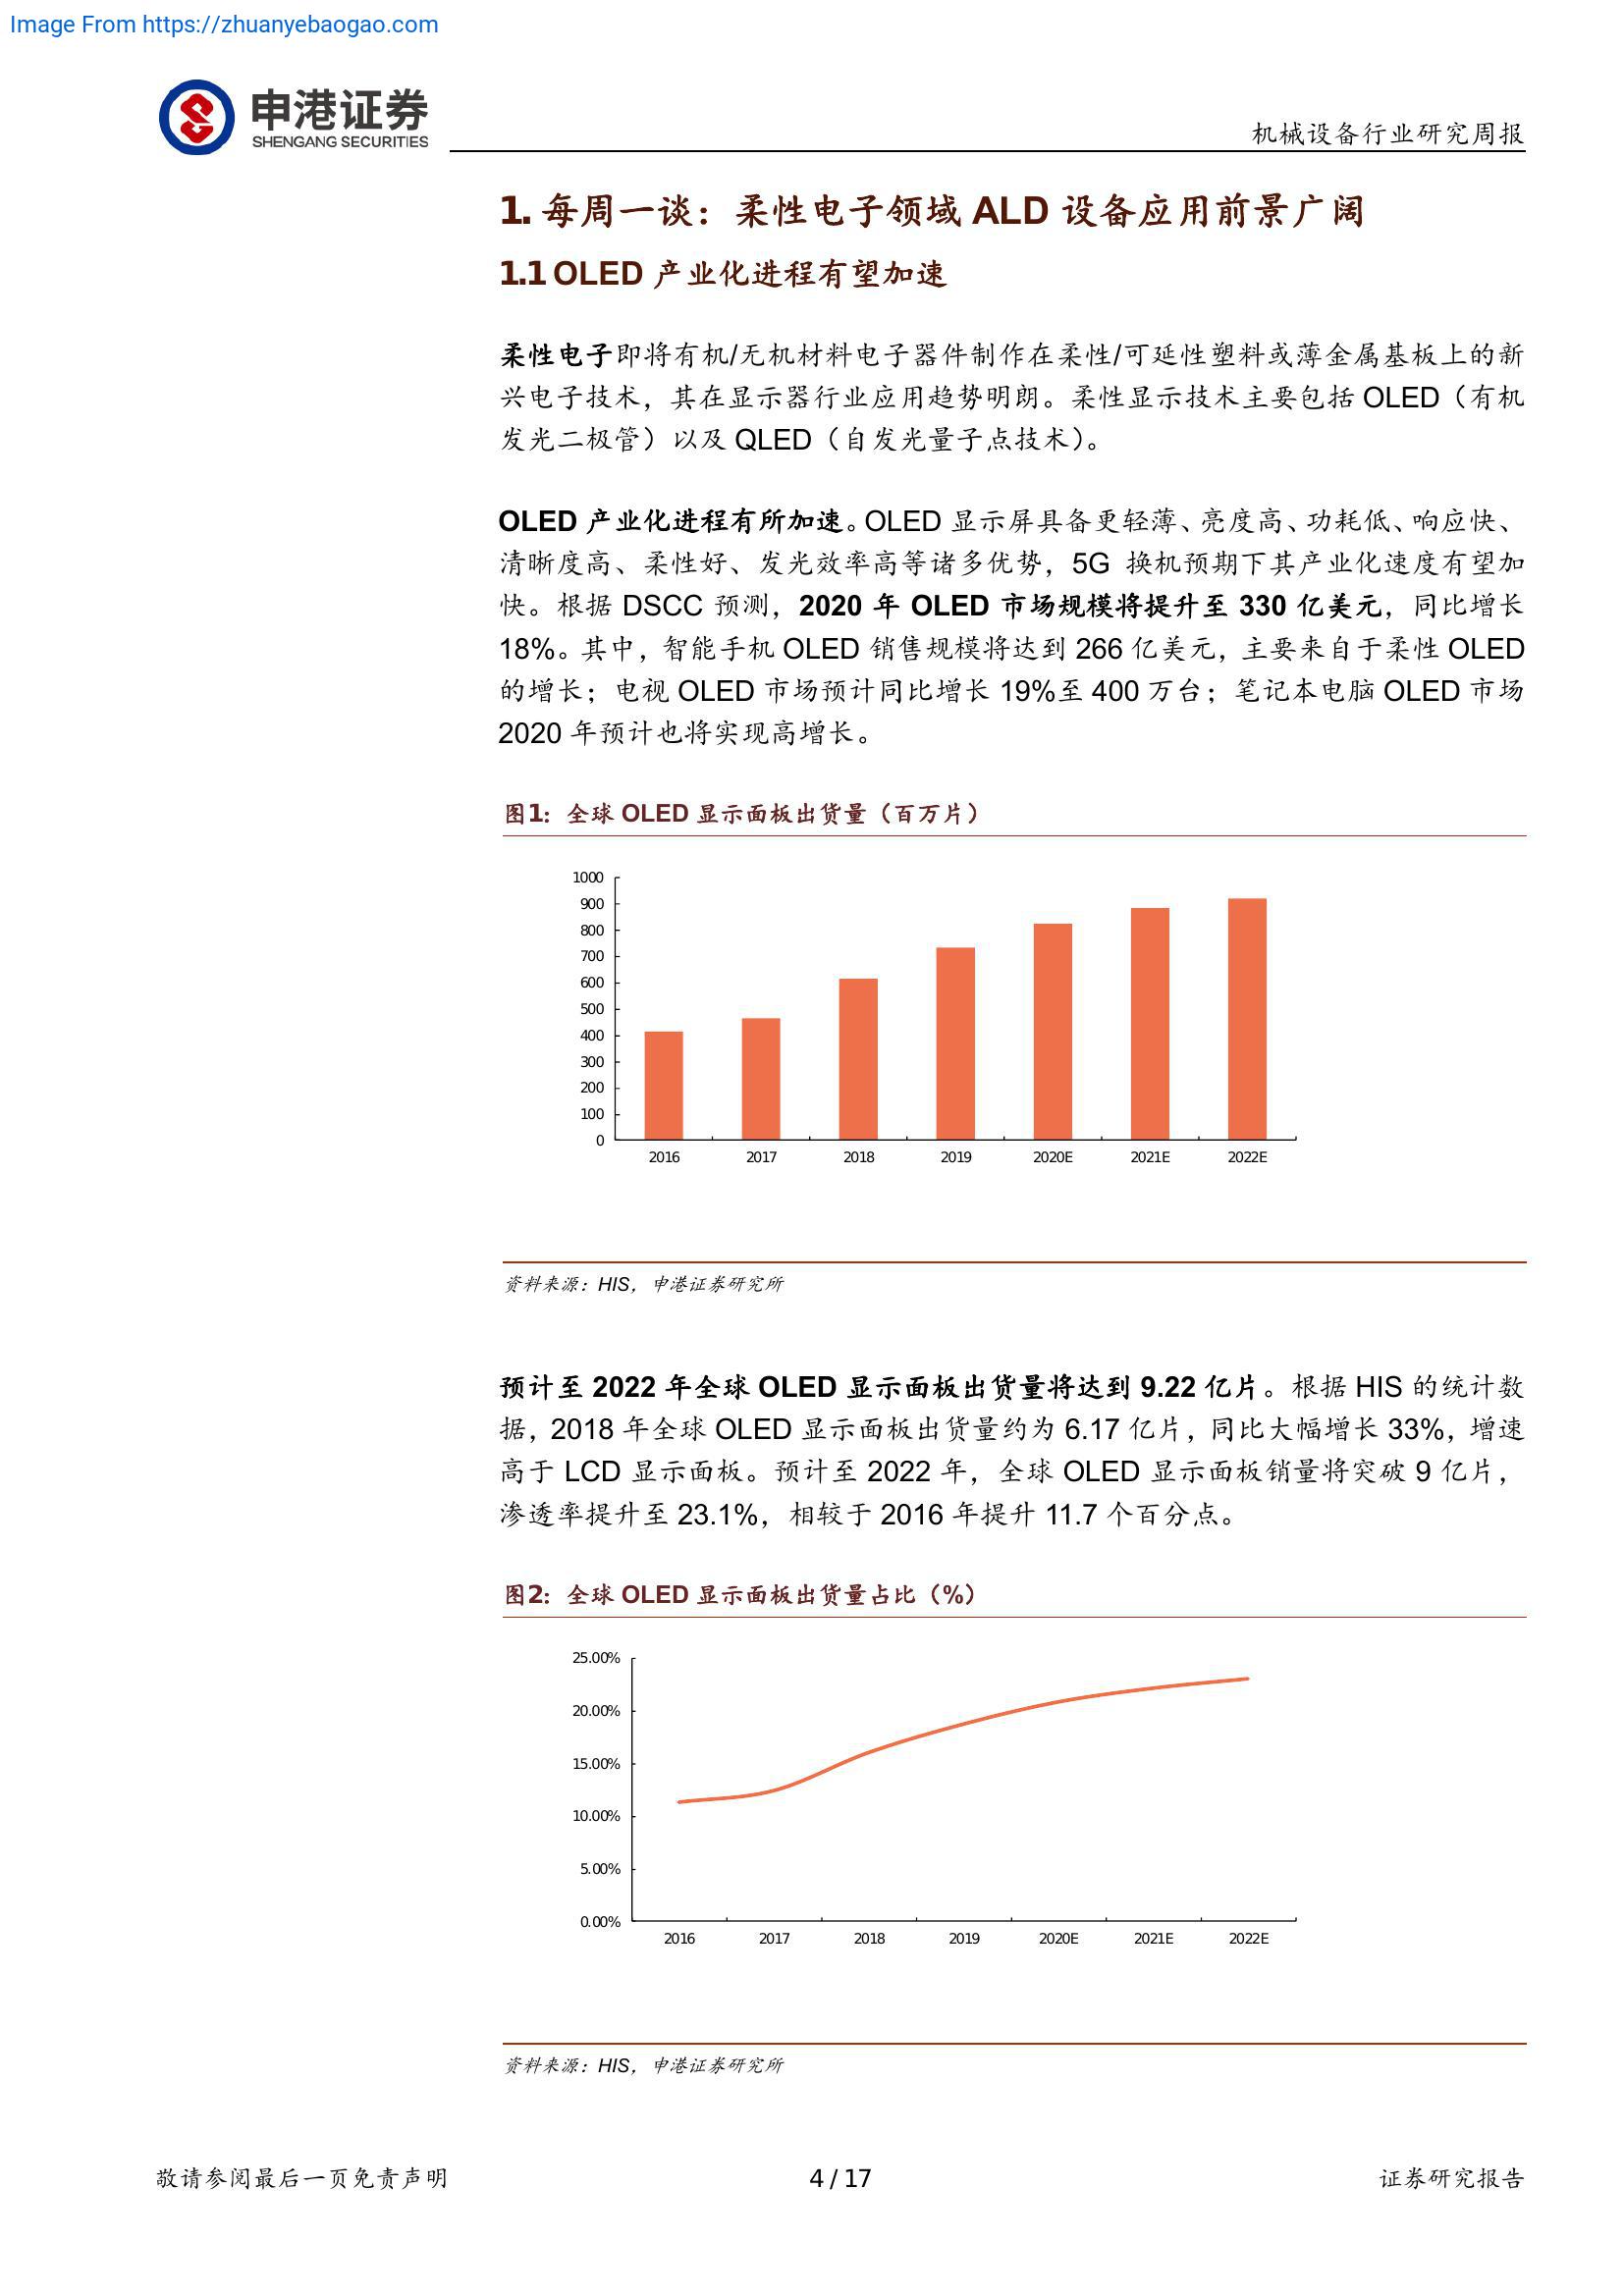 Image From https://zhuanyebaogao.com
申港证券
SHENGANG SECURITIES
机械设备行业研究周报
1. 每周一谈：柔性电子领域 ALD 设备应用前景广阔
1.1 OLED 产业化进程有望加速
柔性电子即将有机/无机材料电子器件制作在柔性/可延性塑料或薄金属基板上的新
兴电子技术，其在显示器行业应用趋势明朗。柔性显示技术主要包括 OLED（有机
发光二极管）以及 QLED（自发光量子点技术）。
OLED 产业化进程有所加速。OLED 显示屏具备更轻薄、亮度高、功耗低、响应快、
清晰度高、柔性好、发光效率高等诸多优势，5G 换机预期下其产业化速度有望加
快。根据 DSCC 预测，2020 年 OLED 市场规模将提升至 330 亿美元，同比增长
18%。其中，智能手机 OLED 销售规模将达到 266 亿美元，主要来自于柔性 OLED
的增长；电视 OLED 市场预计同比增长 19%至 400 万台；笔记本电脑 OLED 市场
2020 年预计也将实现高增长。
图1：全球 OLED 显示面板出货量（百万片）
1000
900
800
700
600
500
400
300
200
100
0
2016 2017 2018 2019 2020E 2021E 2022E
资料来源：HIS，申港证券研究所
预计至 2022 年全球 OLED 显示面板出货量将达到 9.22 亿片。根据 HIS 的统计数
据，2018 年全球 OLED 显示面板出货量约为 6.17 亿片，同比大幅增长 33%，增速
高于 LCD 显示面板。预计至 2022 年，全球 OLED 显示面板销量将突破 9 亿片，
渗透率提升至 23.1%，相较于 2016 年提升 11.7 个百分点。
图2：全球 OLED 显示面板出货量占比（%）
25.00%
20.00%
15.00%
10.00%
5.00%
0.00%
2016 2017 2018 2019 2020E 2021E 2022E
资料来源：HIS，申港证券研究所
敬请参阅最后一页免责声明
4 / 17
证券研究报告